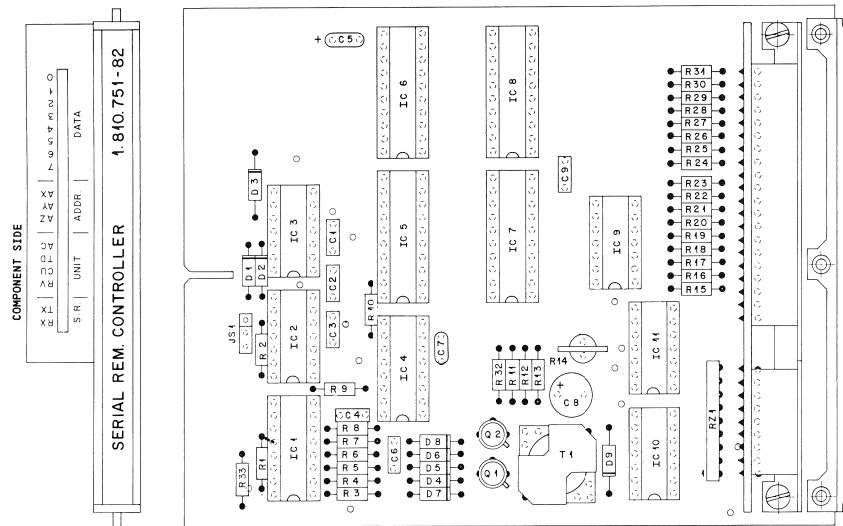 COMPONENT SIDE
RX TX RV CU TD AC AZ AY AX 7 6 5 4 3 2 1 0
S.R. UNIT ADDR. DATA
SERIAL REM. CONTROLLER 1.810.751-82
+ C5
IC 6
IC 8
R31
R30
R29
R28
R27
R26
R25
R24
C9
D3
R23
R22
R21
R20
R19
R18
R17
R16
R15
IC 3
C1
IC 5
IC 7
IC 9
D1
D2
C2
R10
JS1
R2
IC 2
C3
IC 4
C7
R32
R11
R12
R13
R14
IC 11
+
C8
R9
RZ1
C4
R8
R7
R6
R5
R4
R3
IC 1
R1
R33
C6
D8
D6
D5
D4
D7
Q2
Q1
T1
D9
IC10